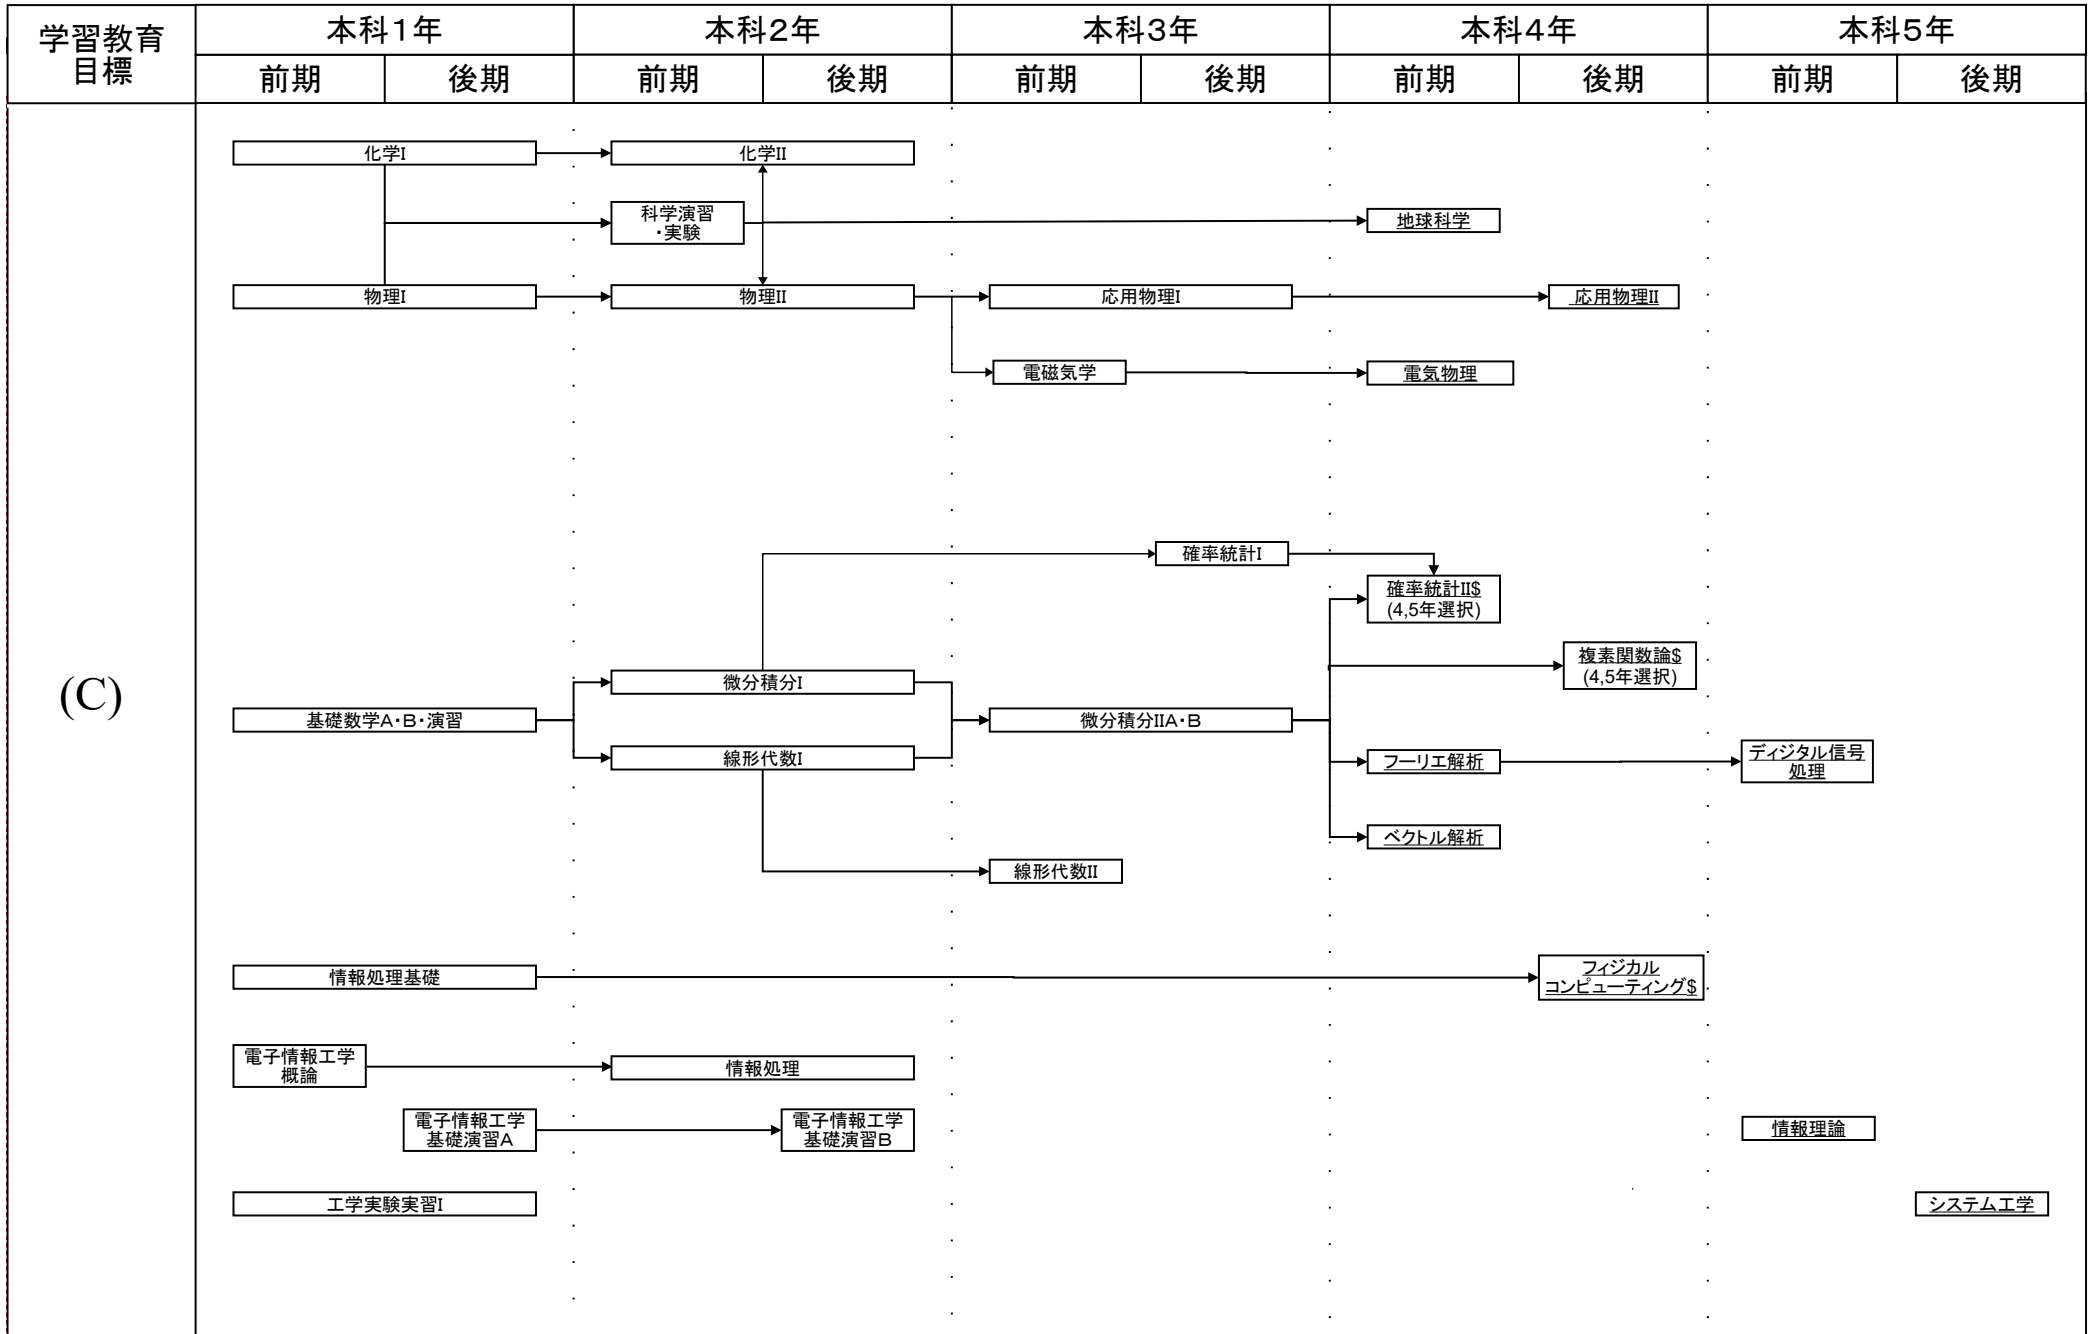 学習教育
目標
本科1年
本科2年
本科3年
本科4年
本科5年
前期
後期
前期
後期
前期
後期
前期
後期
前期
後期
(C)
化学I
化学II
科学演習
・実験
地球科学
物理I
物理II
応用物理I
応用物理II
電磁気学
電気物理
確率統計I
確率統計II$
(4,5年選択)
複素関数論$
(4,5年選択)
微分積分I
基礎数学A・B・演習
微分積分IIA・B
線形代数I
フーリエ解析
ディジタル信号
処理
ベクトル解析
線形代数II
情報処理基礎
フィジカル
コンピューティング$
電子情報工学
概論
情報処理
電子情報工学
基礎演習A
電子情報工学
基礎演習B
情報理論
工学実験実習I
システム工学